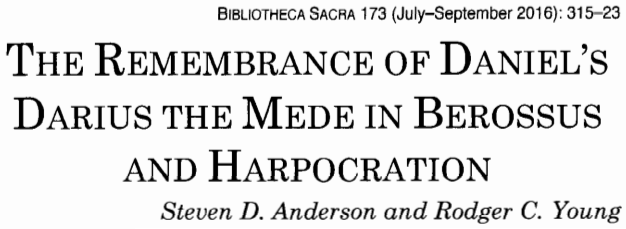 BIBLIOTHECA SACRA 173 (July–September 2016): 315–23
THE REMEMBRANCE OF DANIEL'S
DARIUS THE MEDE IN BEROSSUS
AND HARPOCRATION
Steven D. Anderson and Rodger C. Young